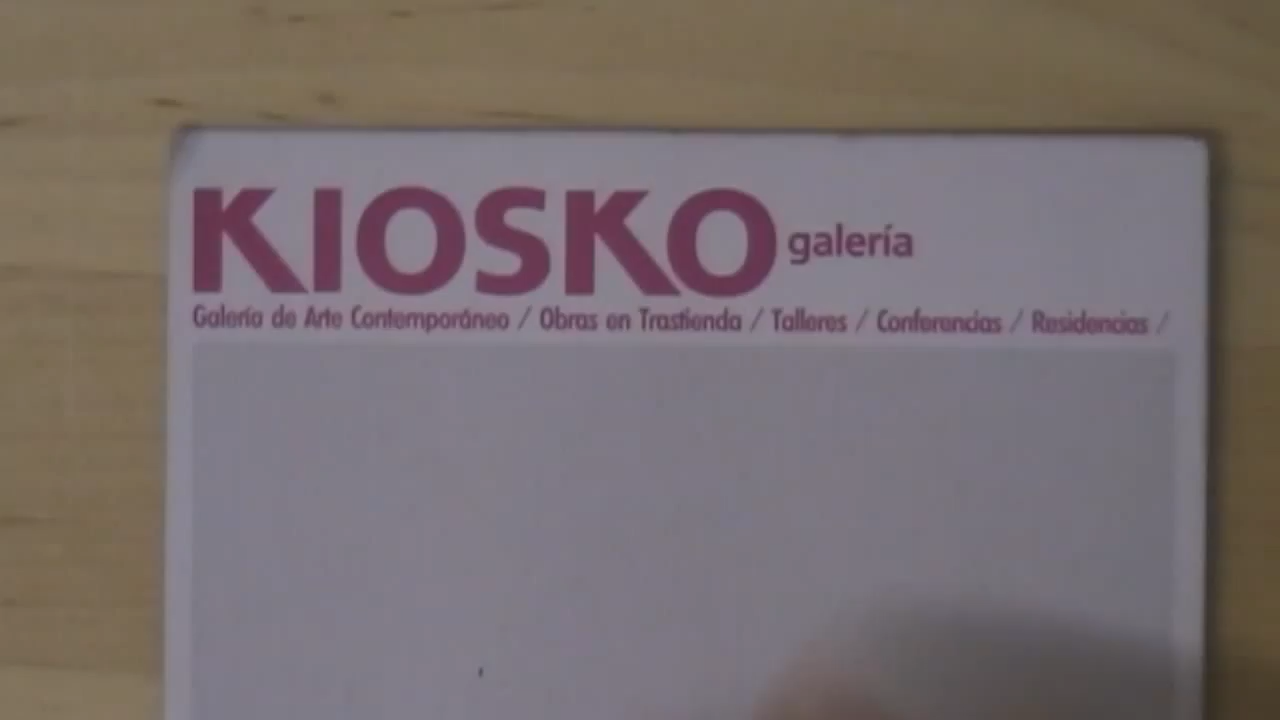 KIOSKO galería
Galería de Arte Contemporáneo / Obras en Trastienda / Talleres / Conferencias / Residencias /